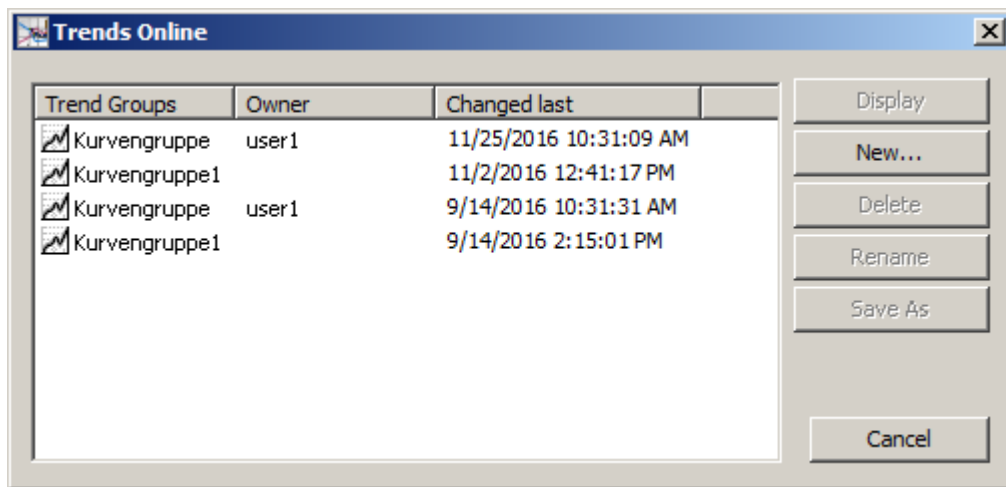 Trends Online
Trend Groups Owner Changed last
Kurvengruppe user1 11/25/2016 10:31:09 AM
Kurvengruppe1 11/2/2016 12:41:17 PM
Kurvengruppe user1 9/14/2016 10:31:31 AM
Kurvengruppe1 9/14/2016 2:15:01 PM
Display
New...
Delete
Rename
Save As
Cancel